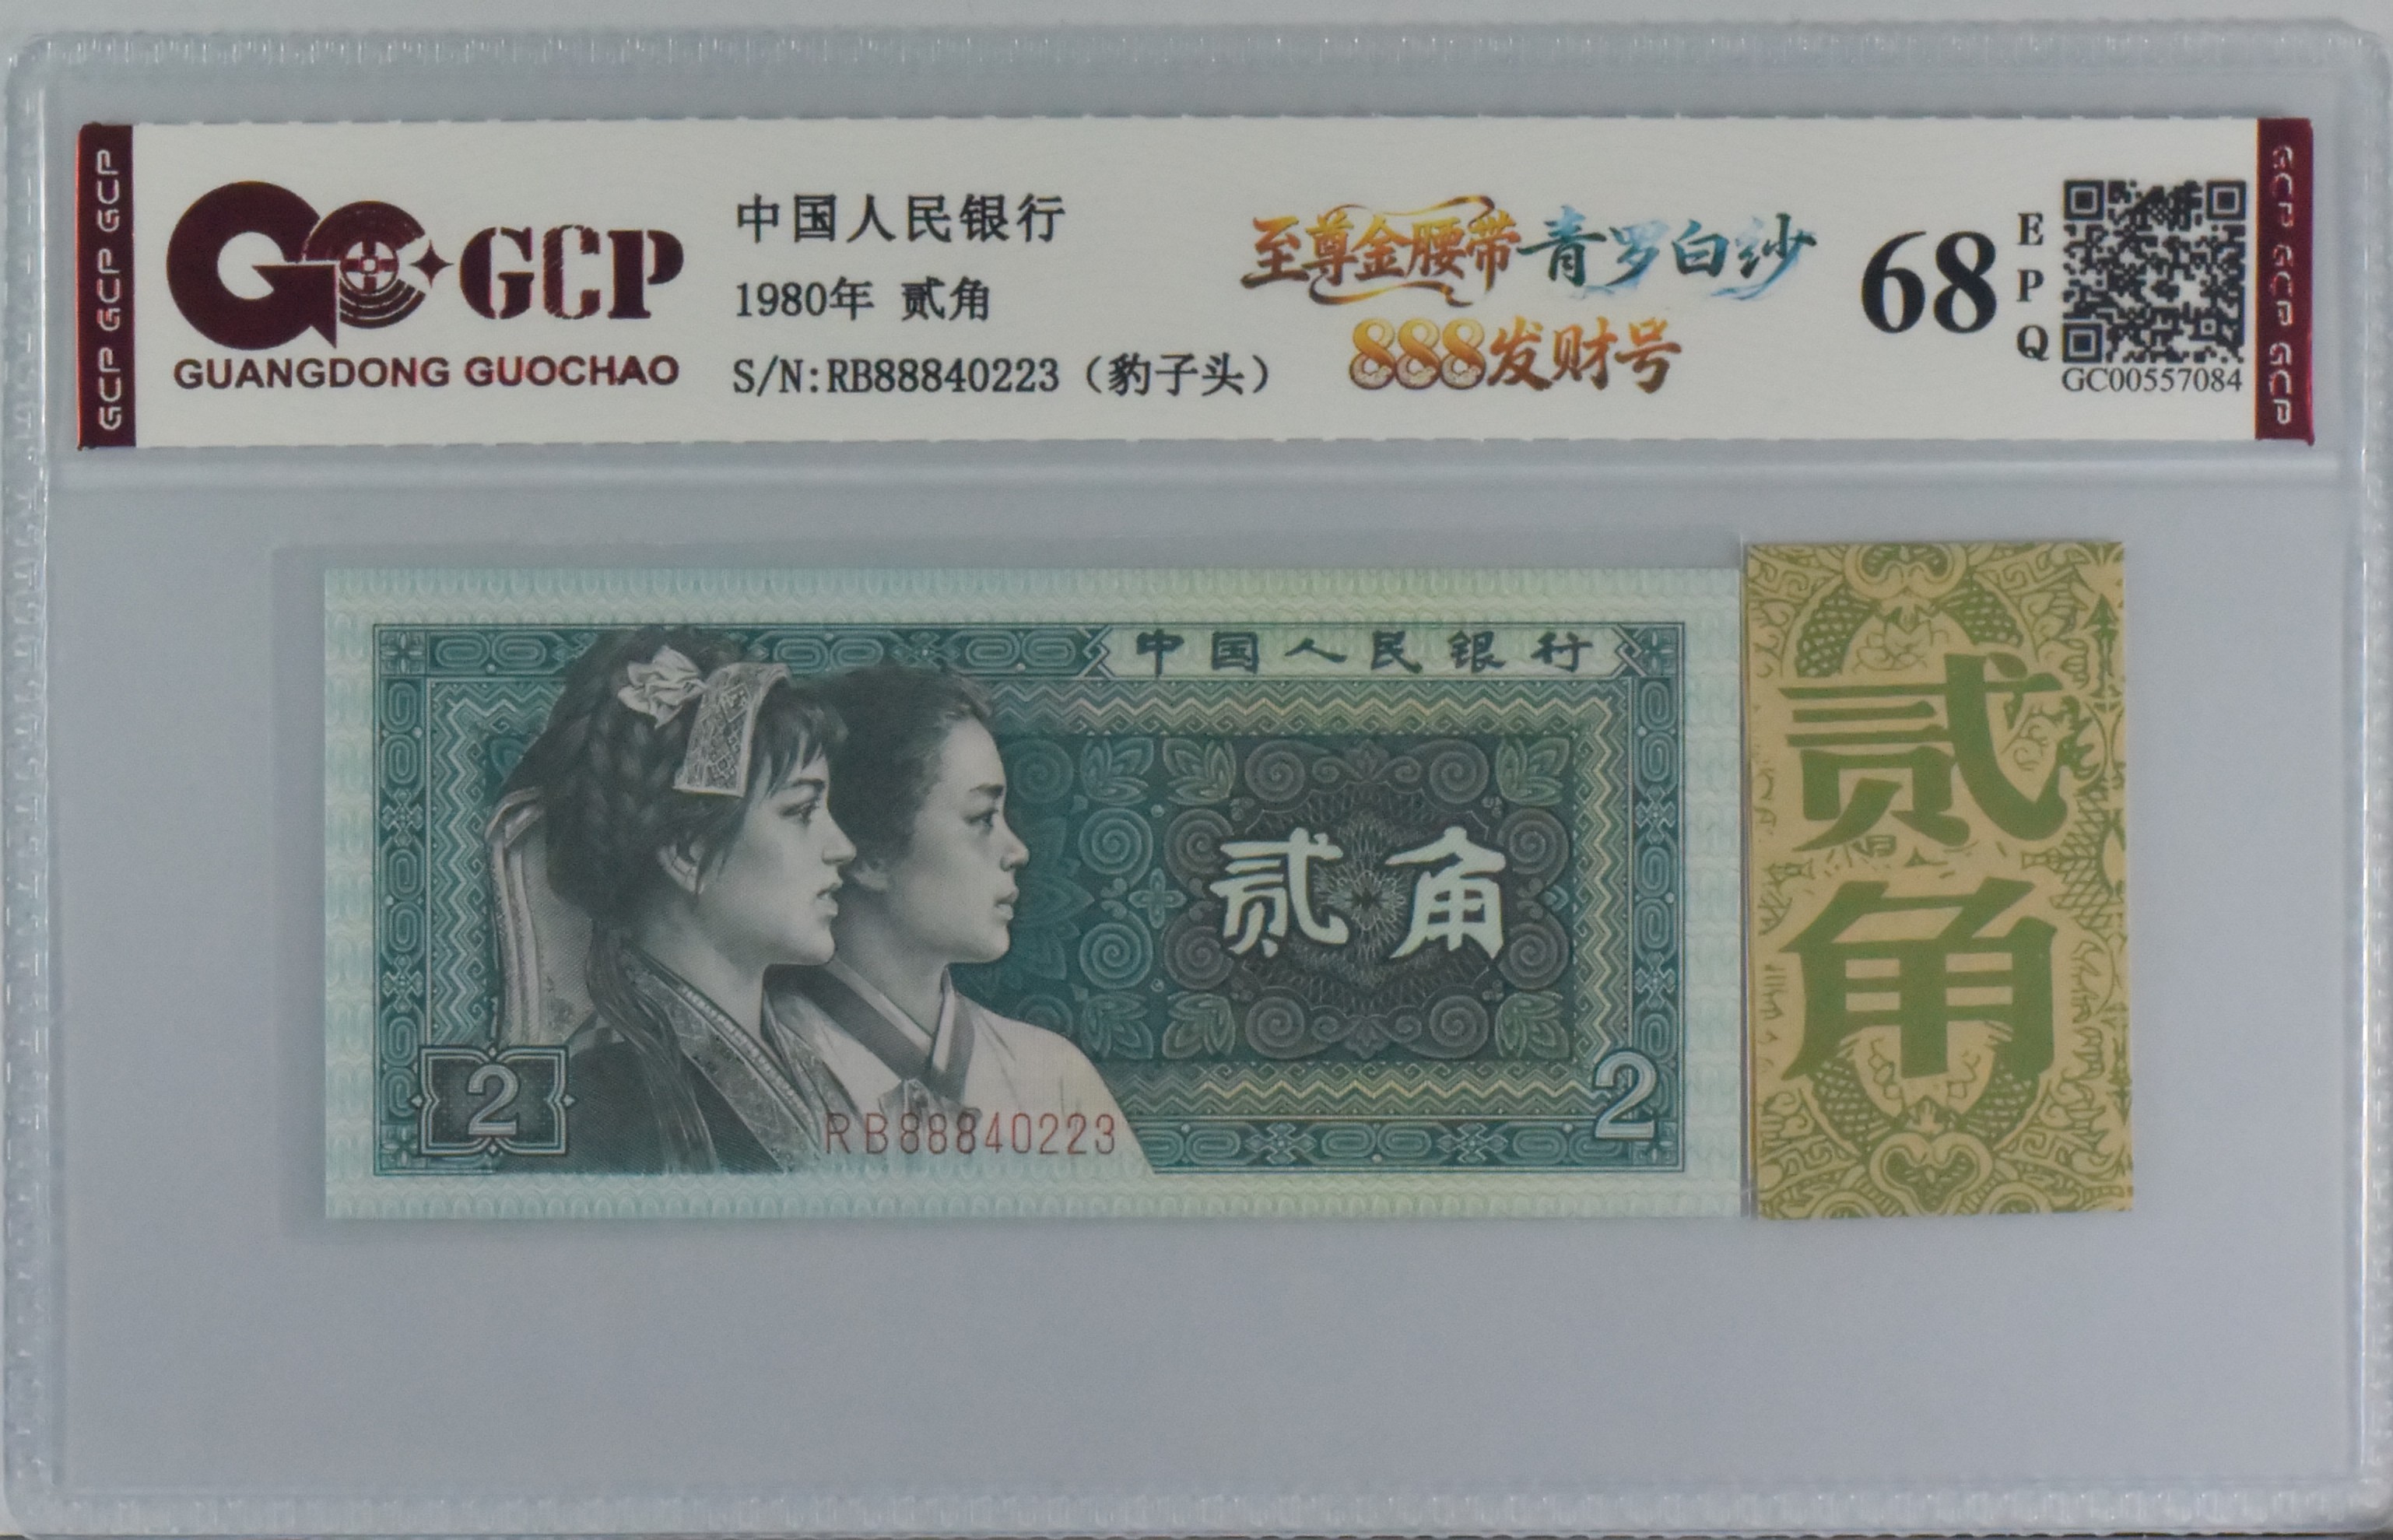 GCP GCP GCP
GCP
GUANGDONG GUOCHAO
中国人民银行
1980年 贰角
S/N:RB88840223（豹子头）
至尊金腰带青罗白纱
888发财号
68
EPQ
GC00557084
GCP GCP GCP
中国人民银行
贰角
2
2
RB88840223
贰角